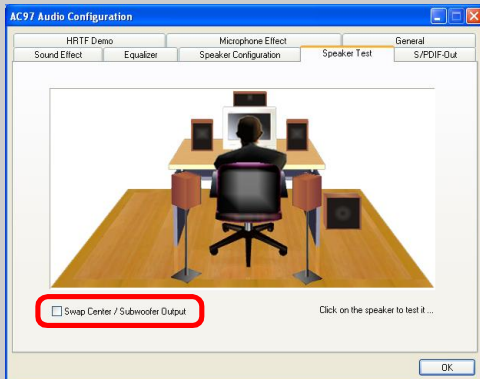 AC97 Audio Configuration
HRTF Demo Microphone Effect General
Sound Effect Equalizer Speaker Configuration Speaker Test S/PDIF-Out
Swap Center / Subwoofer Output Click on the speaker to test it ...
OK